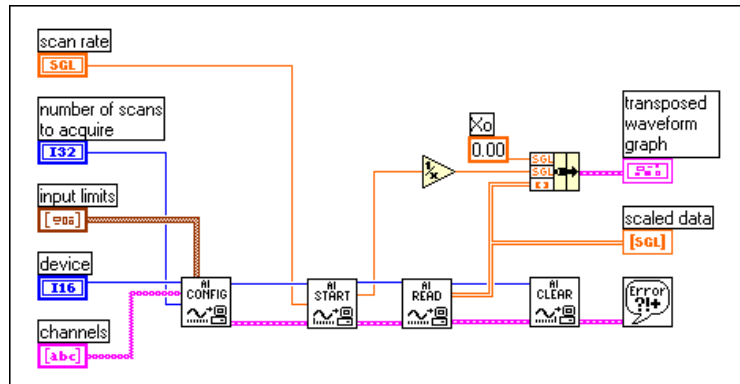 scan rate
SGL
number of scans
to acquire
I32
input limits
device
I16
channels
[abc]
AI
CONFIG
AI
START
AI
READ
AI
CLEAR
Error
?!+
1/x
Xo
0.00
SGL
SGL
transposed
waveform
graph
scaled data
[SGL]